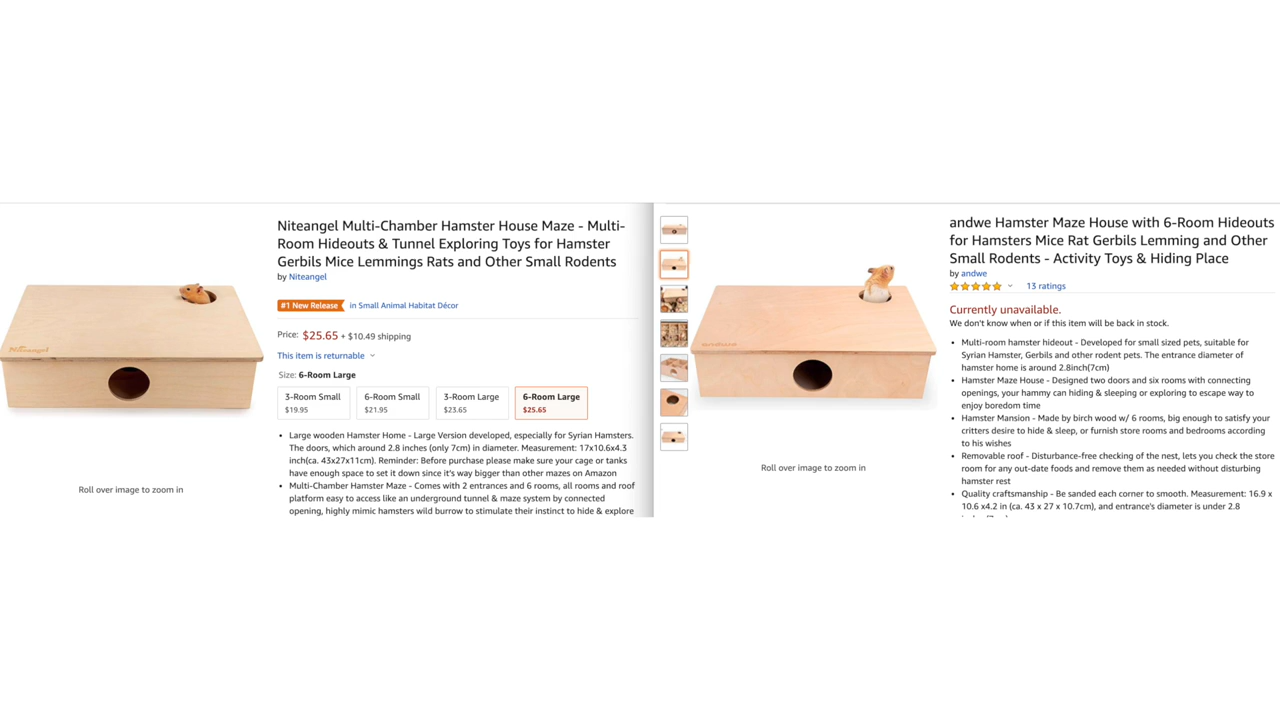 Niteangel Multi-Chamber Hamster House Maze - Multi-
Room Hideouts & Tunnel Exploring Toys for Hamster
Gerbils Mice Lemmings Rats and Other Small Rodents
by Niteangel
#1 New Release in Small Animal Habitat Décor
Price: $25.65 + $10.49 shipping
This item is returnable
Size: 6-Room Large
3-Room Small 6-Room Small 3-Room Large 6-Room Large
$19.95 $21.95 $23.65 $25.65
• Large wooden Hamster Home - Large Version developed, especially for Syrian Hamsters.
The doors, which around 2.8 inches (only 7cm) in diameter. Measurement: 17x10.6x4.3
inch(ca. 43x27x11cm). Reminder: Before purchase please make sure your cage or tanks
have enough space to set it down since it's way bigger than other mazes on Amazon
• Multi-Chamber Hamster Maze - Comes with 2 entrances and 6 rooms, all rooms and roof
platform easy to access like an underground tunnel & maze system by connected
opening, highly mimic hamsters wild burrow to stimulate their instinct to hide & explore
Niteangel
Roll over image to zoom in
andwe Hamster Maze House with 6-Room Hideouts
for Hamsters Mice Rat Gerbils Lemming and Other
Small Rodents - Activity Toys & Hiding Place
by andwe
13 ratings
Currently unavailable.
We don't know when or if this item will be back in stock.
• Multi-room hamster hideout - Developed for small sized pets, suitable for
Syrian Hamster, Gerbils and other rodent pets. The entrance diameter of
hamster home is around 2.8inch(7cm)
• Hamster Maze House - Designed two doors and six rooms with connecting
openings, your hammy can hiding & sleeping or exploring to escape way to
enjoy boredom time
• Hamster Mansion - Made by birch wood w/ 6 rooms, big enough to satisfy your
critters desire to hide & sleep, or furnish store rooms and bedrooms according
to his wishes
• Removable roof - Disturbance-free checking of the nest, lets you check the store
room for any out-date foods and remove them as needed without disturbing
hamster rest
• Quality craftsmanship - Be sanded each corner to smooth. Measurement: 16.9 x
10.6 x4.2 in (ca. 43 x 27 x 10.7cm), and entrance's diameter is under 2.8
Roll over image to zoom in